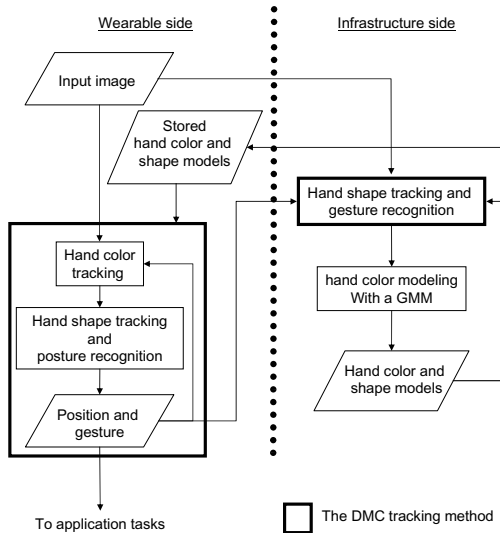 Wearable side
Infrastructure side
Input image
Stored
hand color and
shape models
Hand shape tracking and
gesture recognition
Hand color
tracking
hand color modeling
With a GMM
Hand shape tracking
and
posture recognition
Hand color and
shape models
Position and
gesture
To application tasks
The DMC tracking method